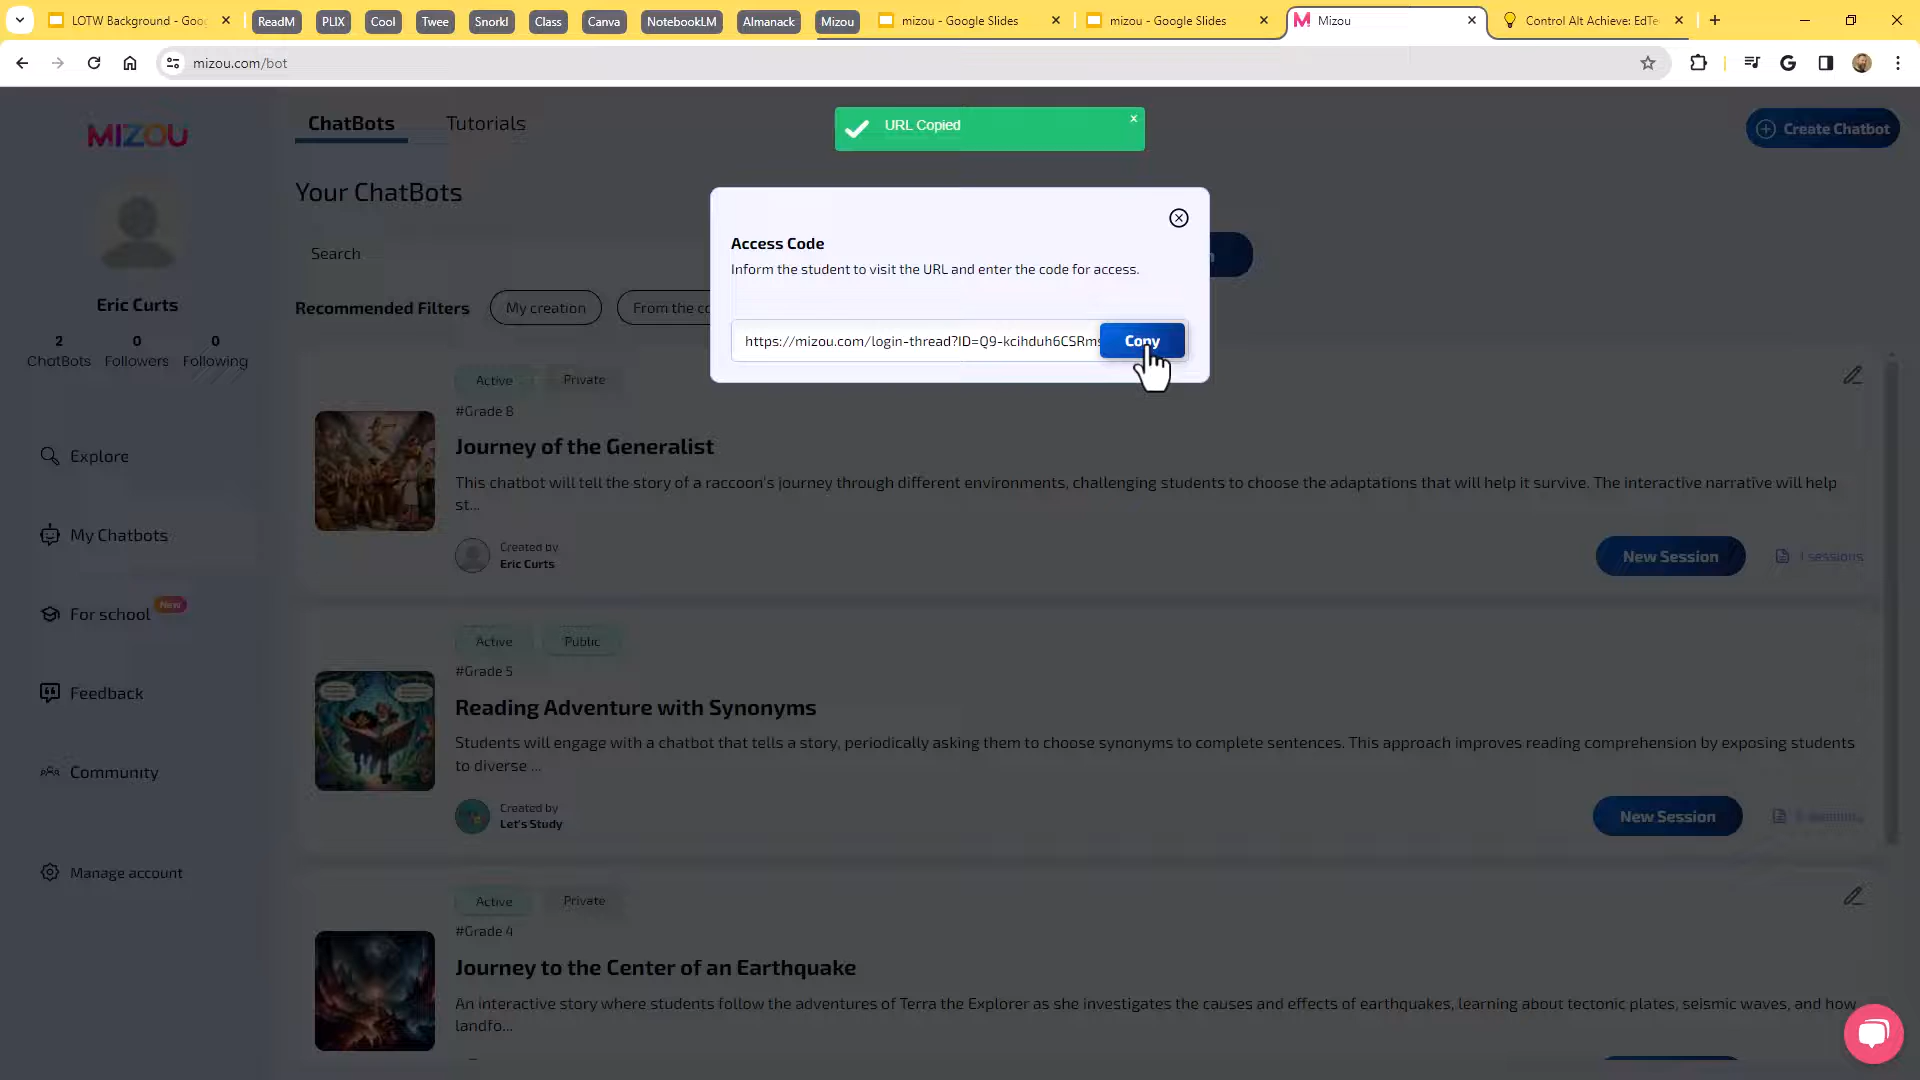 LOTW Background - Goog
ReadM
PLIX
Cool
Twee
Snorkl
Class
Canva
NotebookLM
Almanack
Mizou
mizou - Google Slides
mizou - Google Slides
Mizou
Control Alt Achieve: EdTe
mizou.com/bot
MIZOU
ChatBots
Tutorials
URL Copied
Create Chatbot
Your ChatBots
Search
Access Code
Inform the student to visit the URL and enter the code for access.
https://mizou.com/login-thread?ID=Q9-kcihduh6CSRms
Copy
Eric Curts
2
0
0
ChatBots
Followers
Following
Recommended Filters
My creation
From the co
Explore
My Chatbots
For school
New
Feedback
Community
Manage account
Active
Private
#Grade 8
Journey of the Generalist
This chatbot will tell the story of a raccoon's journey through different environments, challenging students to choose the adaptations that will help it survive. The interactive narrative will help
st...
Created by
Eric Curts
New Session
1 sessions
Active
Public
#Grade 5
Reading Adventure with Synonyms
Students will engage with a chatbot that tells a story, periodically asking them to choose synonyms to complete sentences. This approach improves reading comprehension by exposing students
to diverse ...
Created by
Let's Study
New Session
sessions
Active
Private
#Grade 4
Journey to the Center of an Earthquake
An interactive story where students follow the adventures of Terra the Explorer as she investigates the causes and effects of earthquakes, learning about tectonic plates, seismic waves, and how
landfo...